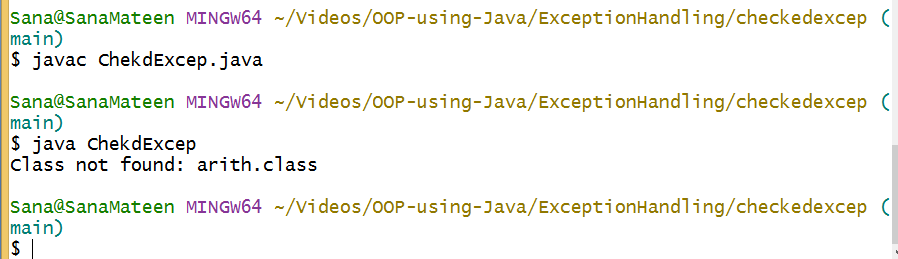 Sana@SanaMateen MINGW64 ~/Videos/OOP-using-Java/ExceptionHandling/checkedexcep (
main)
$ javac ChekdExcep.java
Sana@SanaMateen MINGW64 ~/Videos/OOP-using-Java/ExceptionHandling/checkedexcep (
main)
$ java ChekdExcep
Class not found: arith.class
Sana@SanaMateen MINGW64 ~/Videos/OOP-using-Java/ExceptionHandling/checkedexcep (
main)
$